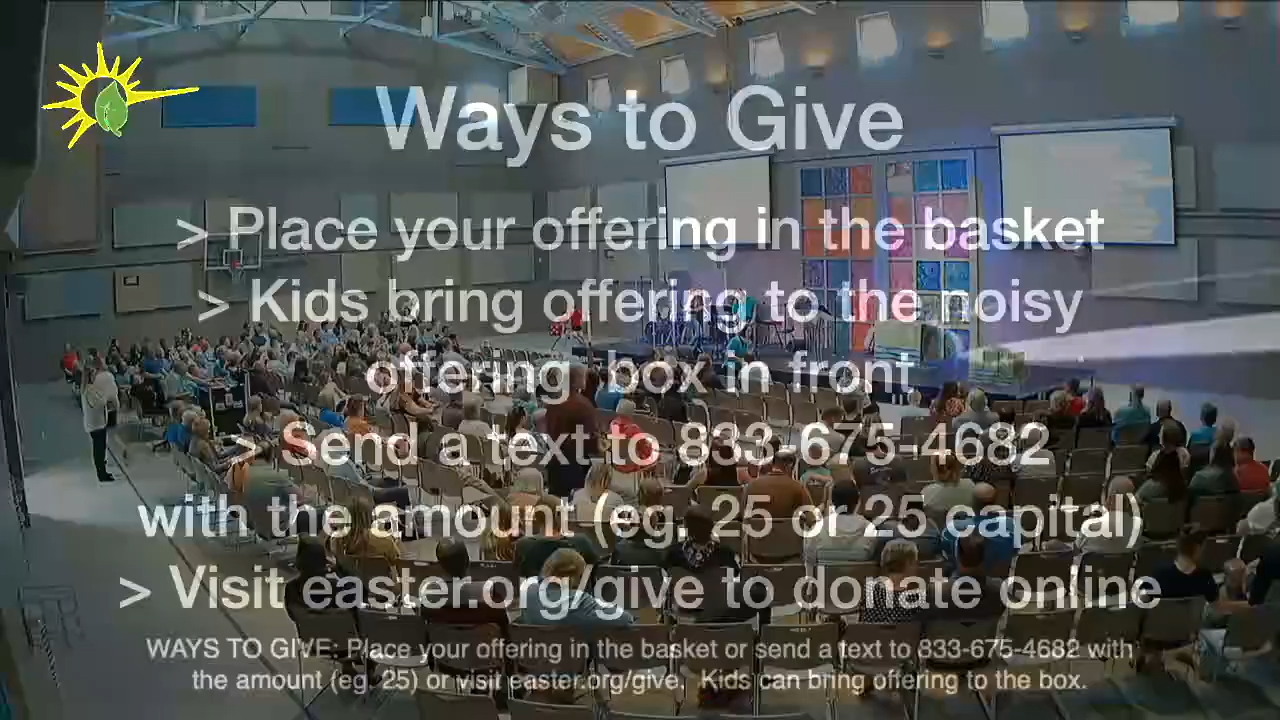 Ways to Give
> Place your offering in the basket
> Kids bring offering to the noisy
offering box in front
> Send a text to 833-675-4682
with the amount (eg. 25 or 25 capital)
> Visit easter.org/give to donate online
WAYS TO GIVE: Place your offering in the basket or send a text to 833-675-4682 with
the amount (eg. 25) or visit easter.org/give, Kids can bring offering to the box.